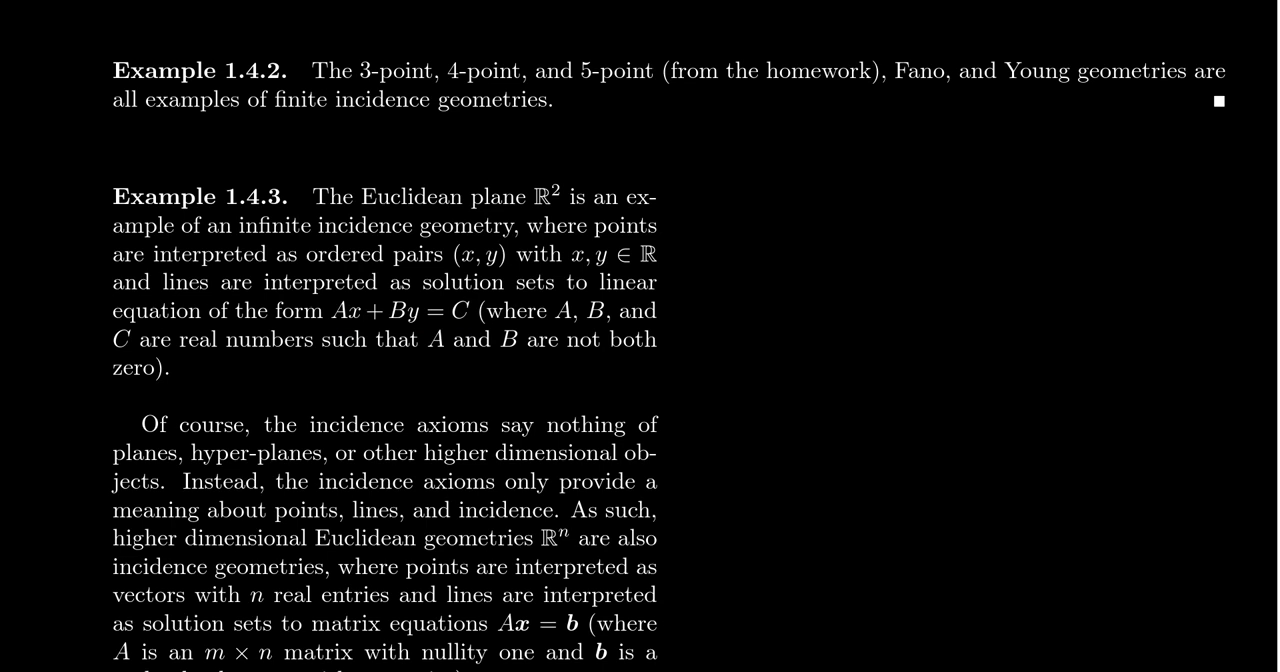 Example 1.4.2. The 3-point, 4-point, and 5-point (from the homework), Fano, and Young geometries are
all examples of finite incidence geometries. ■
Example 1.4.3. The Euclidean plane ℝ² is an ex-
ample of an infinite incidence geometry, where points
are interpreted as ordered pairs (x, y) with x, y ∈ ℝ
and lines are interpreted as solution sets to linear
equation of the form Ax + By = C (where A, B, and
C are real numbers such that A and B are not both
zero).
Of course, the incidence axioms say nothing of
planes, hyper-planes, or other higher dimensional ob-
jects. Instead, the incidence axioms only provide a
meaning about points, lines, and incidence. As such,
higher dimensional Euclidean geometries ℝⁿ are also
incidence geometries, where points are interpreted as
vectors with n real entries and lines are interpreted
as solution sets to matrix equations Ax = b (where
A is an m × n matrix with nullity one and b is a